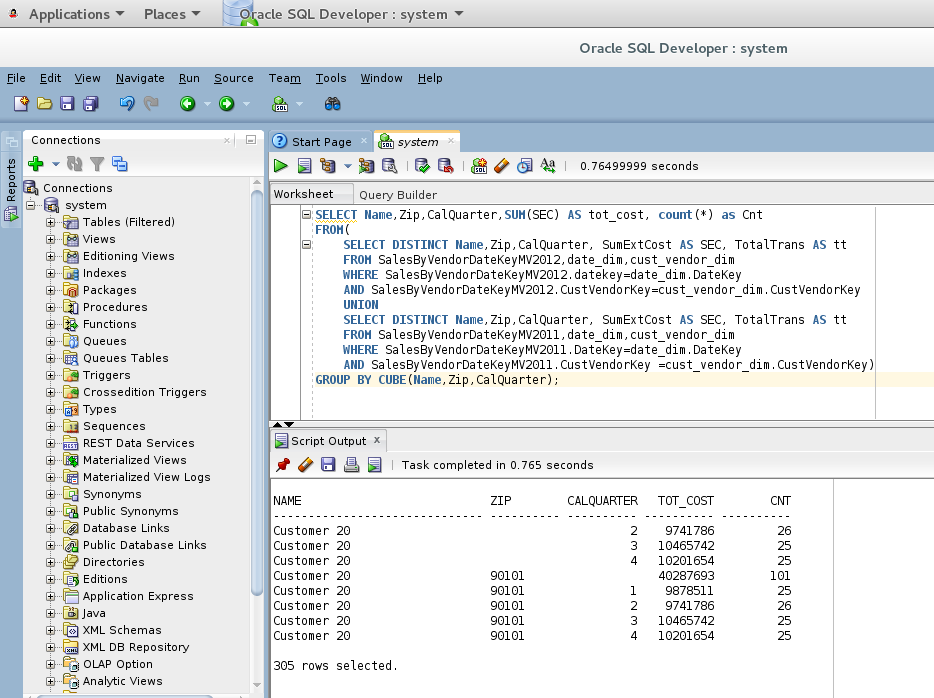 Applications Places Oracle SQL Developer : system
Oracle SQL Developer : system
File Edit View Navigate Run Source Team Tools Window Help
Connections
Start Page
system
Reports
0.76499999 seconds
Worksheet Query Builder
Connections
system
Tables (Filtered)
Views
Editioning Views
Indexes
Packages
Procedures
Functions
Queues
Queues Tables
Triggers
Crossedition Triggers
Types
Sequences
REST Data Services
Materialized Views
Materialized View Logs
Synonyms
Public Synonyms
Database Links
Public Database Links
Directories
Editions
Application Express
Java
XML Schemas
XML DB Repository
OLAP Option
Analytic Views
SELECT Name,Zip,CalQuarter,SUM(SEC) AS tot_cost, count(*) as Cnt
FROM(
SELECT DISTINCT Name,Zip,CalQuarter, SumExtCost AS SEC, TotalTrans AS tt
FROM SalesByVendorDateKeyMV2012,date_dim,cust_vendor_dim
WHERE SalesByVendorDateKeyMV2012.datekey=date_dim.DateKey
AND SalesByVendorDateKeyMV2012.CustVendorKey=cust_vendor_dim.CustVendorKey
UNION
SELECT DISTINCT Name,Zip,CalQuarter, SumExtCost AS SEC, TotalTrans AS tt
FROM SalesByVendorDateKeyMV2011,date_dim,cust_vendor_dim
WHERE SalesByVendorDateKeyMV2011.DateKey=date_dim.DateKey
AND SalesByVendorDateKeyMV2011.CustVendorKey =cust_vendor_dim.CustVendorKey)
GROUP BY CUBE(Name,Zip,CalQuarter);
Script Output
Task completed in 0.765 seconds
NAME ZIP CALQUARTER TOT_COST CNT
------------------------------ ---------- ---------- ---------- ----------
Customer 20 2 9741786 26
Customer 20 3 10465742 25
Customer 20 4 10201654 25
Customer 20 90101 40287693 101
Customer 20 90101 1 9878511 25
Customer 20 90101 2 9741786 26
Customer 20 90101 3 10465742 25
Customer 20 90101 4 10201654 25
305 rows selected.